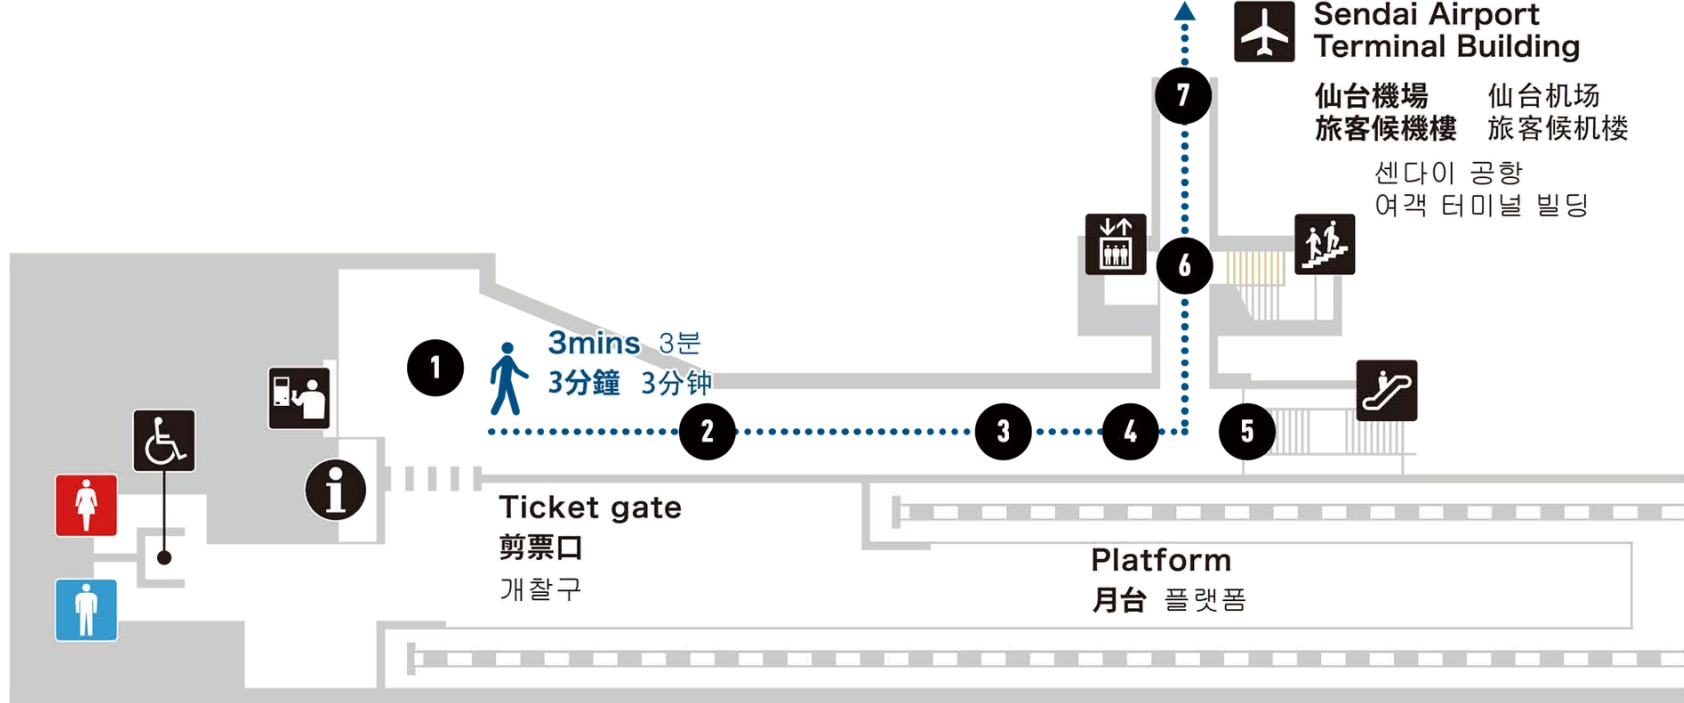 Sendai Airport
Terminal Building
仙台機場 仙台机场
旅客候機樓 旅客候机楼
센다이 공항
여객 터미널 빌딩
7
6
1
3mins 3분
3分鐘 3分钟
2
3
4
5
i
Ticket gate
剪票口
개찰구
Platform
月台 플랫폼